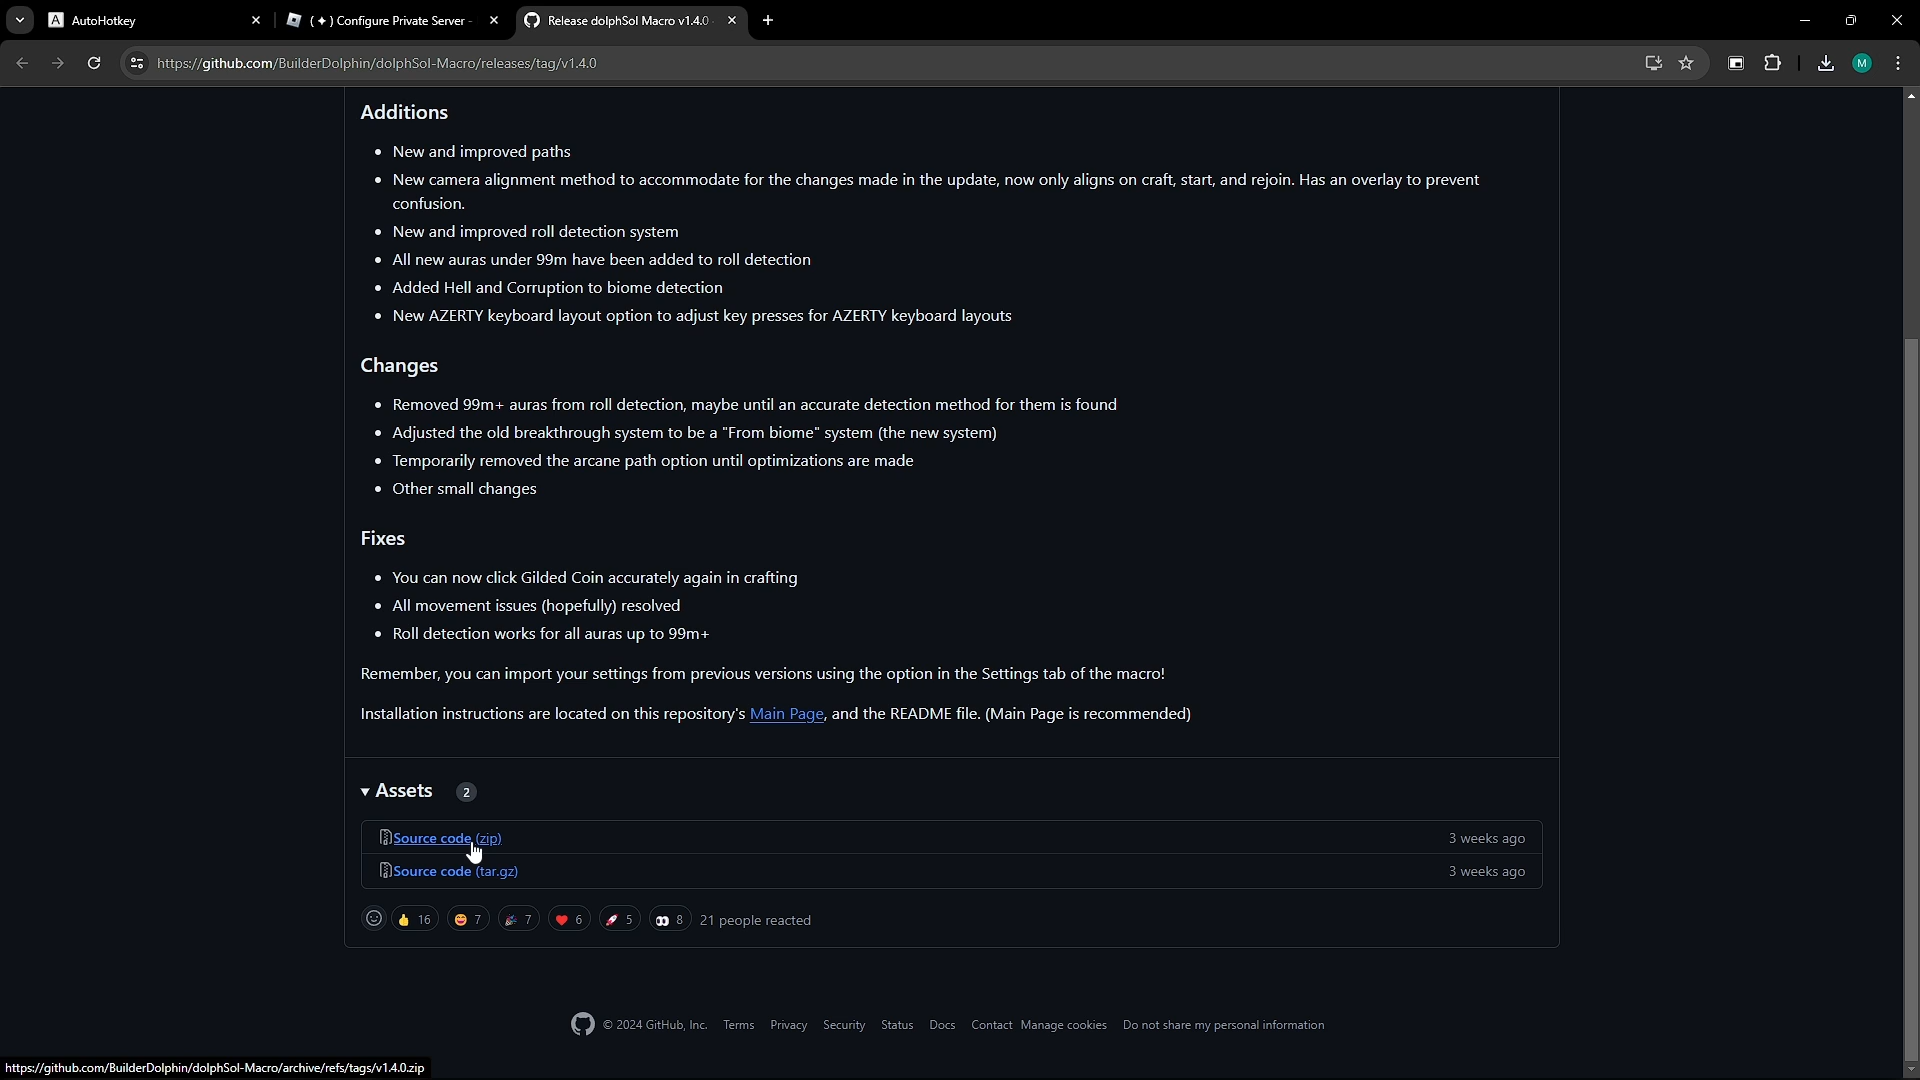 AutoHotkey
( ✦ ) Configure Private Server -
Release dolphSol Macro v1.4.0
https://github.com/BuilderDolphin/dolphSol-Macro/releases/tag/v1.4.0
M
Additions
• New and improved paths
• New camera alignment method to accommodate for the changes made in the update, now only aligns on craft, start, and rejoin. Has an overlay to prevent
confusion.
• New and improved roll detection system
• All new auras under 99m have been added to roll detection
• Added Hell and Corruption to biome detection
• New AZERTY keyboard layout option to adjust key presses for AZERTY keyboard layouts
Changes
• Removed 99m+ auras from roll detection, maybe until an accurate detection method for them is found
• Adjusted the old breakthrough system to be a "From biome" system (the new system)
• Temporarily removed the arcane path option until optimizations are made
• Other small changes
Fixes
• You can now click Gilded Coin accurately again in crafting
• All movement issues (hopefully) resolved
• Roll detection works for all auras up to 99m+
Remember, you can import your settings from previous versions using the option in the Settings tab of the macro!
Installation instructions are located on this repository's Main Page, and the README file. (Main Page is recommended)
Assets 2
Source code (zip) 3 weeks ago
Source code (tar.gz) 3 weeks ago
👍 16 😄 7 🎉 7 ❤️ 6 🚀 5 👀 8 21 people reacted
© 2024 GitHub, Inc. Terms Privacy Security Status Docs Contact Manage cookies Do not share my personal information
https://github.com/BuilderDolphin/dolphSol-Macro/archive/refs/tags/v1.4.0.zip